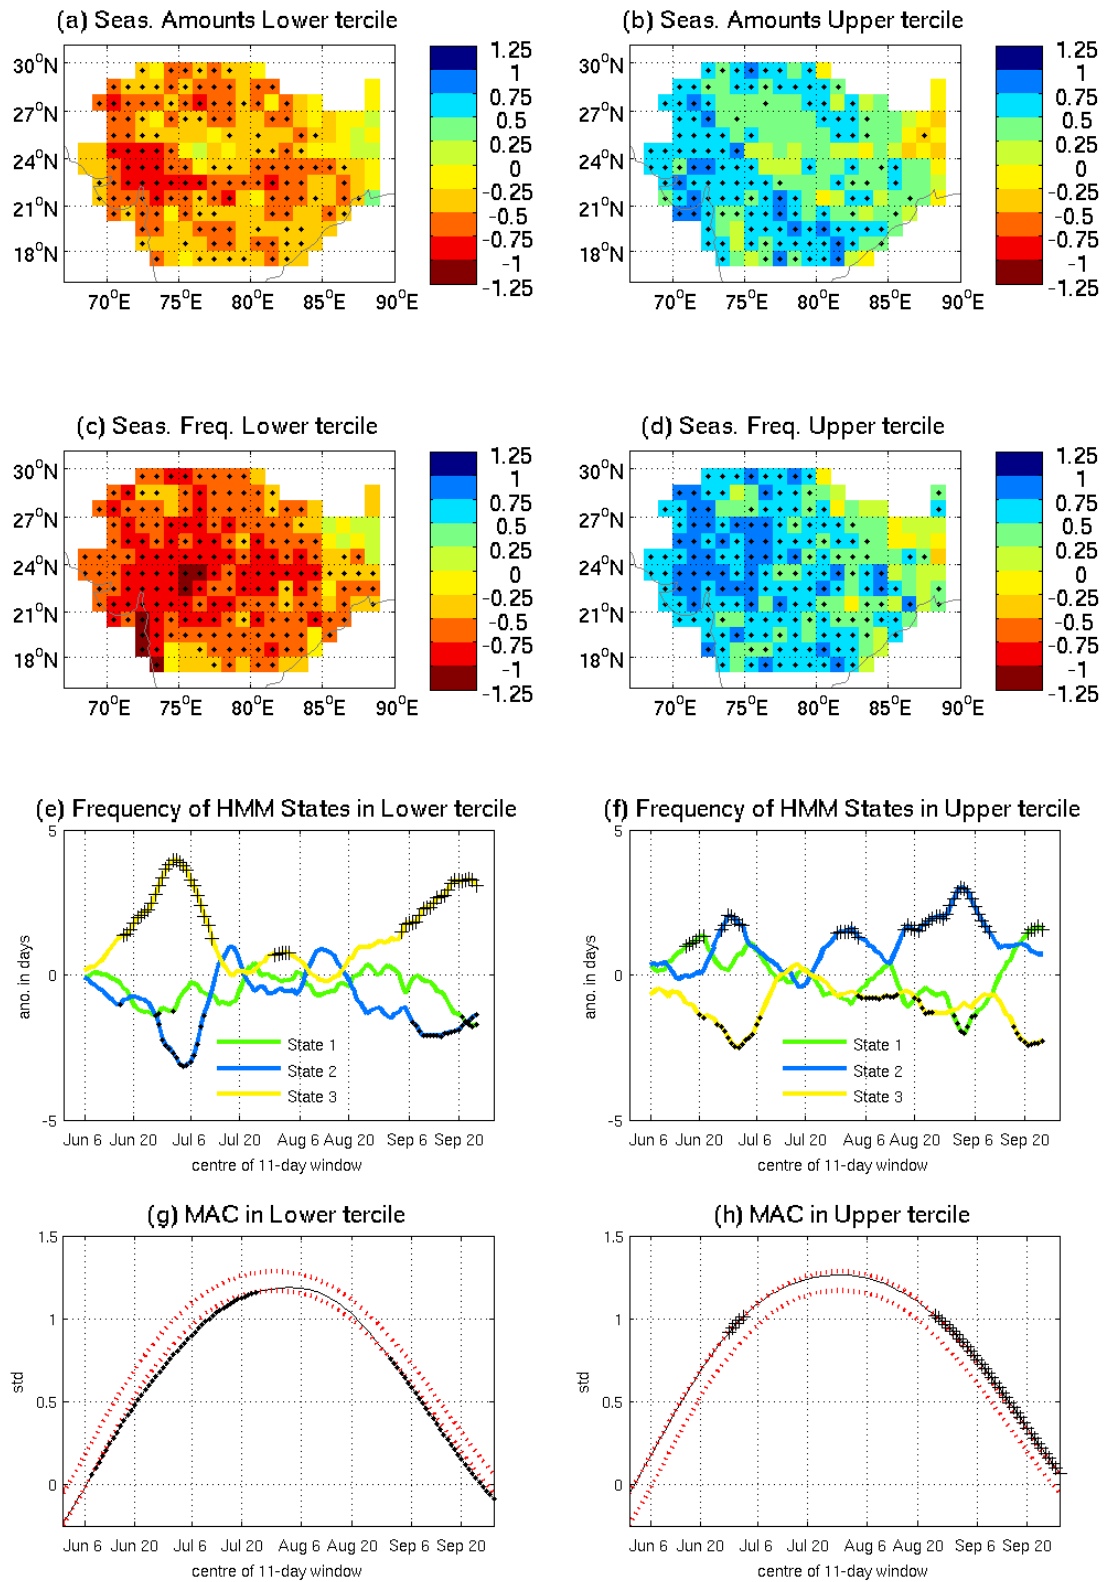 (a) Seas. Amounts Lower tercile
(b) Seas. Amounts Upper tercile
30°N
27°N
24°N
21°N
18°N
70°E 75°E 80°E 85°E 90°E
1.25
1
0.75
0.5
0.25
0
-0.25
-0.5
-0.75
-1
-1.25
30°N
27°N
24°N
21°N
18°N
70°E 75°E 80°E 85°E 90°E
1.25
1
0.75
0.5
0.25
0
-0.25
-0.5
-0.75
-1
-1.25
(c) Seas. Freq. Lower tercile
(d) Seas. Freq. Upper tercile
30°N
27°N
24°N
21°N
18°N
70°E 75°E 80°E 85°E 90°E
1.25
1
0.75
0.5
0.25
0
-0.25
-0.5
-0.75
-1
-1.25
30°N
27°N
24°N
21°N
18°N
70°E 75°E 80°E 85°E 90°E
1.25
1
0.75
0.5
0.25
0
-0.25
-0.5
-0.75
-1
-1.25
(e) Frequency of HMM States in Lower tercile
5
0
-5
ano. in days
State 1
State 2
State 3
Jun 6 Jun 20 Jul 6 Jul 20 Aug 6 Aug 20 Sep 6 Sep 20
centre of 11-day window
(f) Frequency of HMM States in Upper tercile
5
0
-5
ano. in days
State 1
State 2
State 3
Jun 6 Jun 20 Jul 6 Jul 20 Aug 6 Aug 20 Sep 6 Sep 20
centre of 11-day window
(g) MAC in Lower tercile
1.5
1
0.5
0
std
Jun 6 Jun 20 Jul 6 Jul 20 Aug 6 Aug 20 Sep 6 Sep 20
centre of 11-day window
(h) MAC in Upper tercile
1.5
1
0.5
0
std
Jun 6 Jun 20 Jul 6 Jul 20 Aug 6 Aug 20 Sep 6 Sep 20
centre of 11-day window